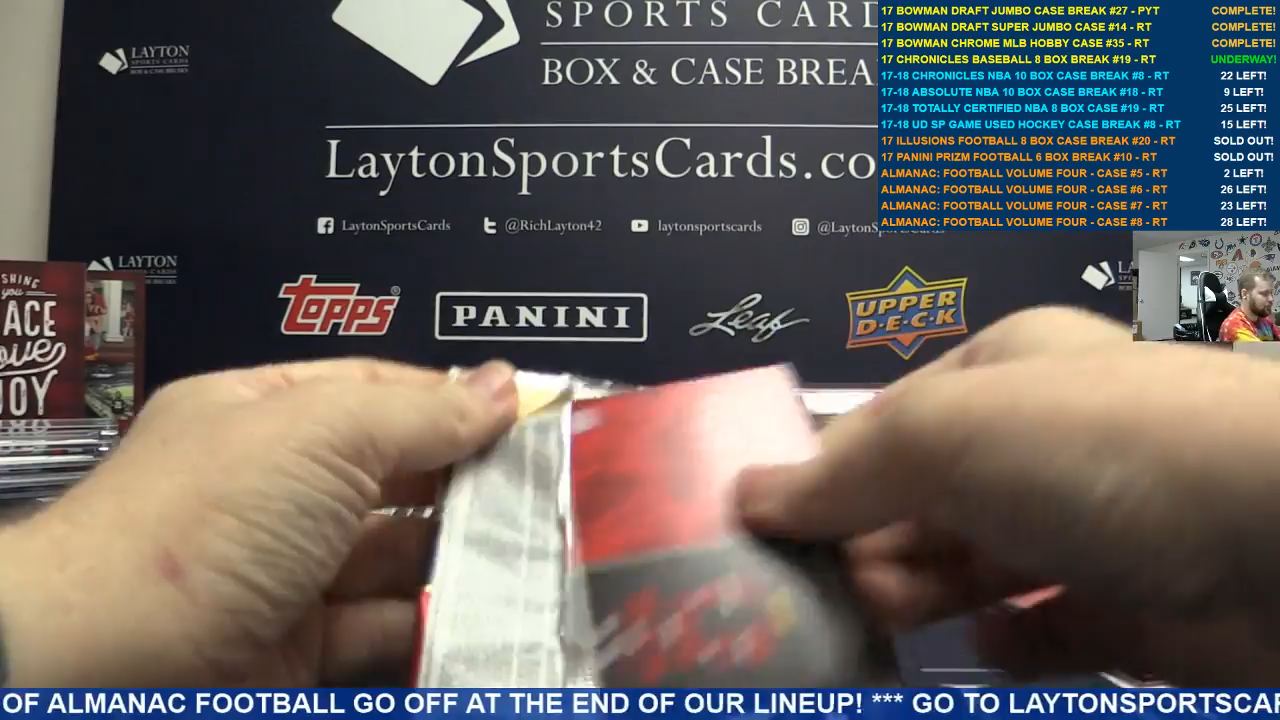 SPORTS CARD
BOX & CASE BREA
LAYTON
SPORTS CARDS
LaytonSportsCards.co
LaytonSportsCards
@RichLayton42
laytonsportscards
@Layton
LAYTON
TOPPS
PANINI
Leaf
UPPER
D·E·C·K
LA
SHING
you
ACE
ove
JOY
17 BOWMAN DRAFT JUMBO CASE BREAK #27 - PYT COMPLETE!
17 BOWMAN DRAFT SUPER JUMBO CASE #14 - RT COMPLETE!
17 BOWMAN CHROME MLB HOBBY CASE #35 - RT COMPLETE!
17 CHRONICLES BASEBALL 8 BOX BREAK #19 - RT UNDERWAY!
17-18 CHRONICLES NBA 10 BOX CASE BREAK #8 - RT 22 LEFT!
17-18 ABSOLUTE NBA 10 BOX CASE BREAK #18 - RT 9 LEFT!
17-18 TOTALLY CERTIFIED NBA 8 BOX CASE #19 - RT 25 LEFT!
17-18 UD SP GAME USED HOCKEY CASE BREAK #8 - RT 15 LEFT!
17 ILLUSIONS FOOTBALL 8 BOX CASE BREAK #20 - RT SOLD OUT!
17 PANINI PRIZM FOOTBALL 6 BOX BREAK #10 - RT SOLD OUT!
ALMANAC: FOOTBALL VOLUME FOUR - CASE #5 - RT 2 LEFT!
ALMANAC: FOOTBALL VOLUME FOUR - CASE #6 - RT 26 LEFT!
ALMANAC: FOOTBALL VOLUME FOUR - CASE #7 - RT 23 LEFT!
ALMANAC: FOOTBALL VOLUME FOUR - CASE #8 - RT 28 LEFT!
OF ALMANAC FOOTBALL GO OFF AT THE END OF OUR LINEUP! *** GO TO LAYTONSPORTSCAR